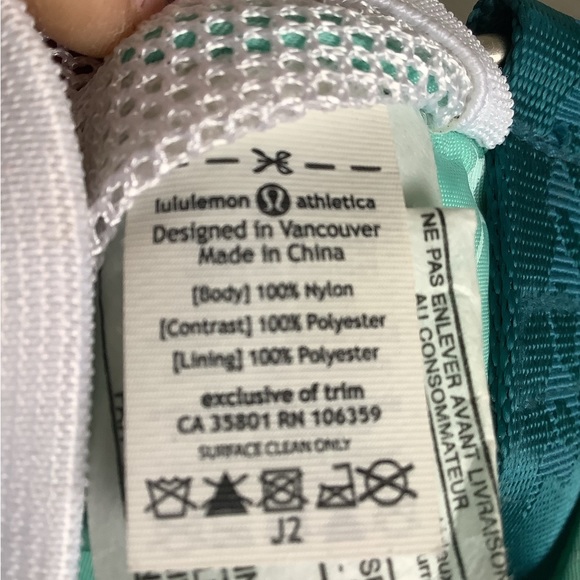 lululemon athletica
Designed in Vancouver
Made in China
[Body] 100% Nylon
[Contrast] 100% Polyester
[Lining] 100% Polyester
exclusive of trim
CA 35801 RN 106359
SURFACE CLEAN ONLY
J2
NE PAS ENLEVER AVANT LIVRAISON
AU CONSOMMATEUR